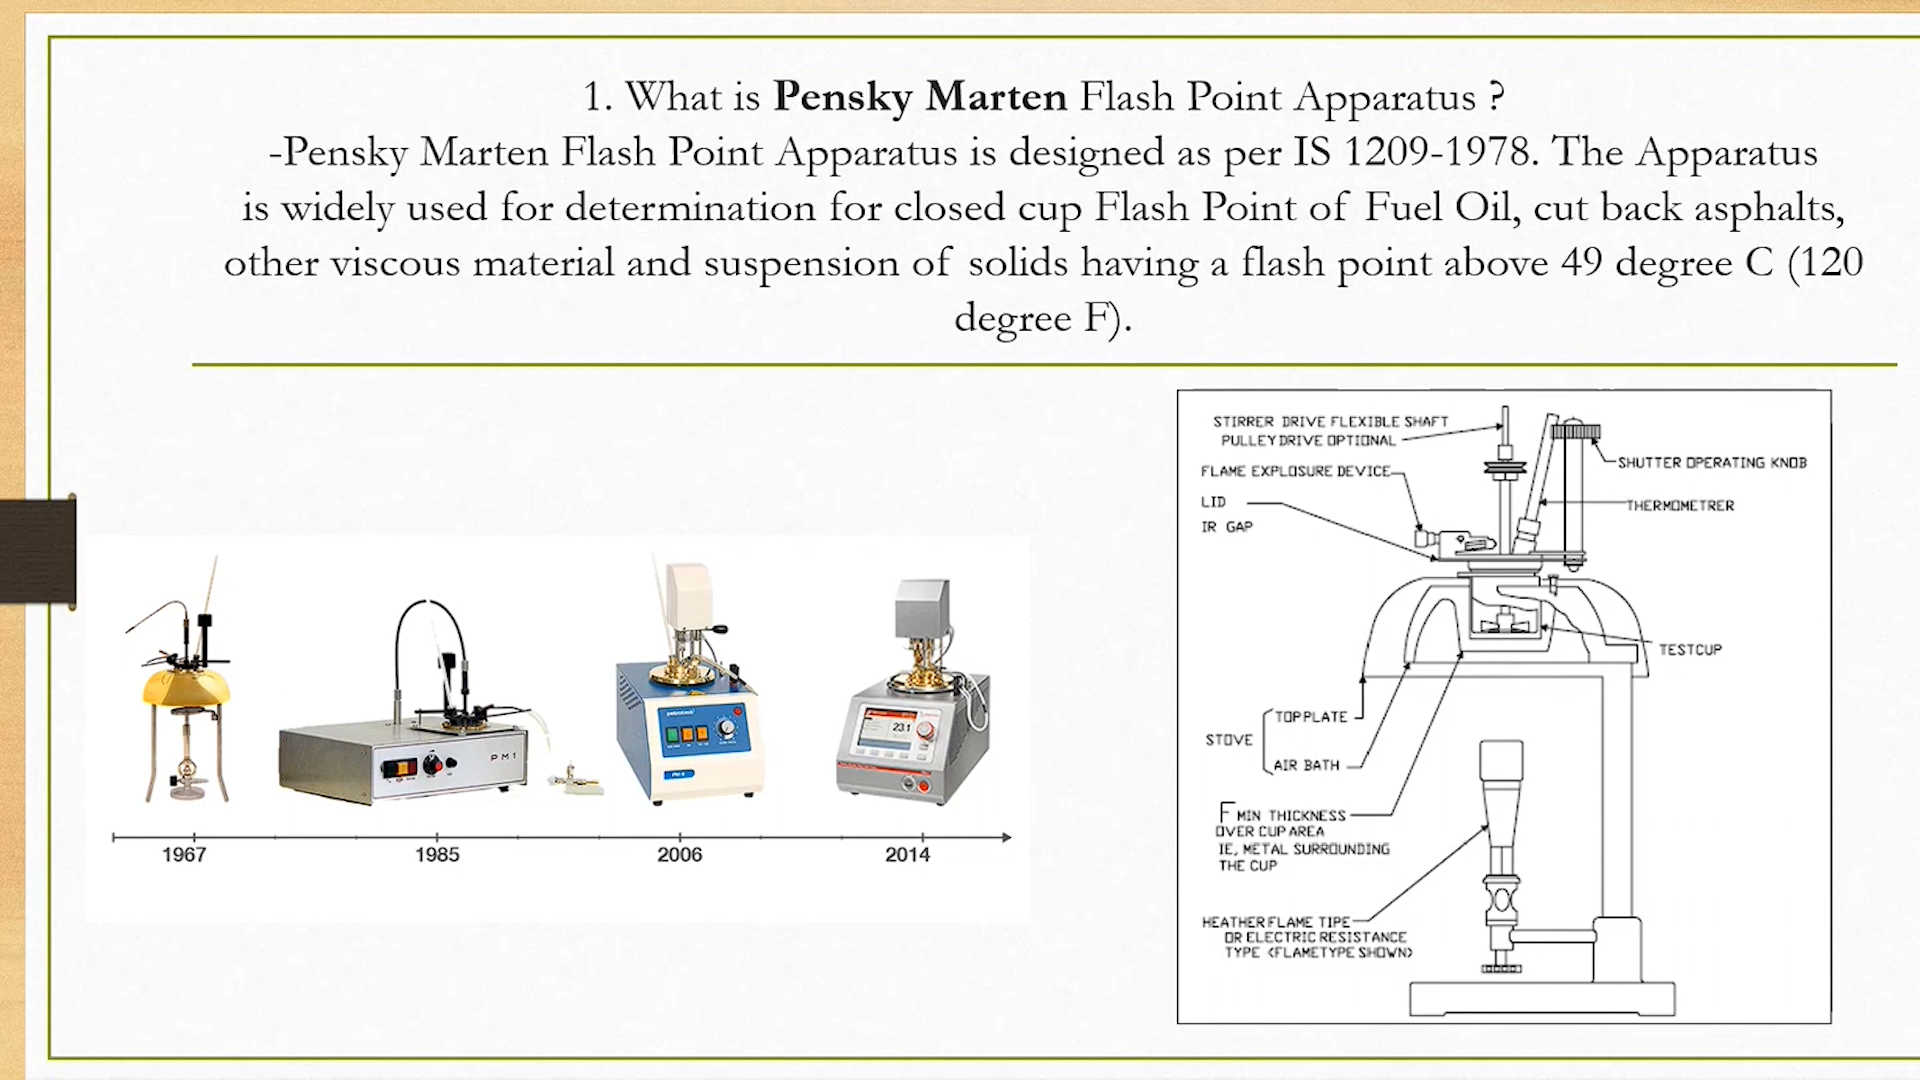 1. What is Pensky Marten Flash Point Apparatus ?
-Pensky Marten Flash Point Apparatus is designed as per IS 1209-1978. The Apparatus
is widely used for determination for closed cup Flash Point of Fuel Oil, cut back asphalts,
other viscous material and suspension of solids having a flash point above 49 degree C (120
degree F).
PM1
23.1
1967
1985
2006
2014
STIRRER DRIVE FLEXIBLE SHAFT
PULLEY DRIVE OPTIONAL
SHUTTER OPERATING KNOB
FLAME EXPLOSURE DEVICE
LID
THERMOMETRER
IR GAP
TESTCUP
TOPPLATE
STOVE
AIR BATH
F MIN THICKNESS
OVER CUP AREA
IE, METAL SURROUNDING
THE CUP
HEATHER FLAME TIPE
OR ELECTRIC RESISTANCE
TYPE (FLAMETYPE SHOWN)